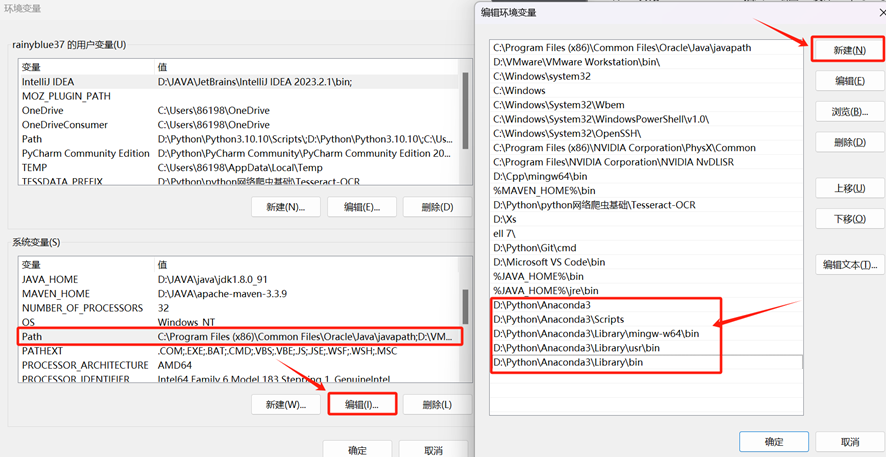 环境变量
rainyblue37 的用户变量(U)
变量 值
IntelliJ IDEA D:\JAVA\JetBrains\IntelliJ IDEA 2023.2.1\bin;
MOZ_PLUGIN_PATH
OneDrive C:\Users\86198\OneDrive
OneDriveConsumer C:\Users\86198\OneDrive
Path D:\Python\Python3.10.10\Scripts\;D:\Python\Python3.10.10\;C:\Us...
PyCharm Community Edition D:\Python\PyCharm Community\PyCharm Community Edition 20...
TEMP C:\Users\86198\AppData\Local\Temp
TESSDATA_PREFIX D:\Python\python网络爬虫基础\Tesseract-OCR
新建(N)... 编辑(E)... 删除(D)
系统变量(S)
变量 值
JAVA_HOME D:\JAVA\java\jdk1.8.0_91
MAVEN_HOME D:\JAVA\apache-maven-3.3.9
NUMBER_OF_PROCESSORS 32
OS Windows_NT
Path C:\Program Files (x86)\Common Files\Oracle\Java\javapath;D:\VM...
PATHEXT .COM;.EXE;.BAT;.CMD;.VBS;.VBE;.JS;.JSE;.WSF;.WSH;.MSC
PROCESSOR_ARCHITECTURE AMD64
PROCESSOR_IDENTIFIER Intel64 Family 6 Model 183 Stepping 1, GenuineIntel
新建(W)... 编辑(I)... 删除(L)
确定 取消
编辑环境变量
C:\Program Files (x86)\Common Files\Oracle\Java\javapath
D:\VMware\VMware Workstation\bin\
C:\Windows\system32
C:\Windows
C:\Windows\System32\Wbem
C:\Windows\System32\WindowsPowerShell\v1.0\
C:\Windows\System32\OpenSSH\
C:\Program Files (x86)\NVIDIA Corporation\PhysX\Common
C:\Program Files\NVIDIA Corporation\NVIDIA NvDLISR
D:\Cpp\mingw64\bin
%MAVEN_HOME%\bin
D:\Python\python网络爬虫基础\Tesseract-OCR
D:\Xs
ell 7\
D:\Python\Git\cmd
D:\Microsoft VS Code\bin
%JAVA_HOME%\bin
%JAVA_HOME%\jre\bin
D:\Python\Anaconda3
D:\Python\Anaconda3\Scripts
D:\Python\Anaconda3\Library\mingw-w64\bin
D:\Python\Anaconda3\Library\usr\bin
D:\Python\Anaconda3\Library\bin
新建(N)
编辑(E)
浏览(B)...
删除(D)
上移(U)
下移(O)
编辑文本(T)...
确定 取消